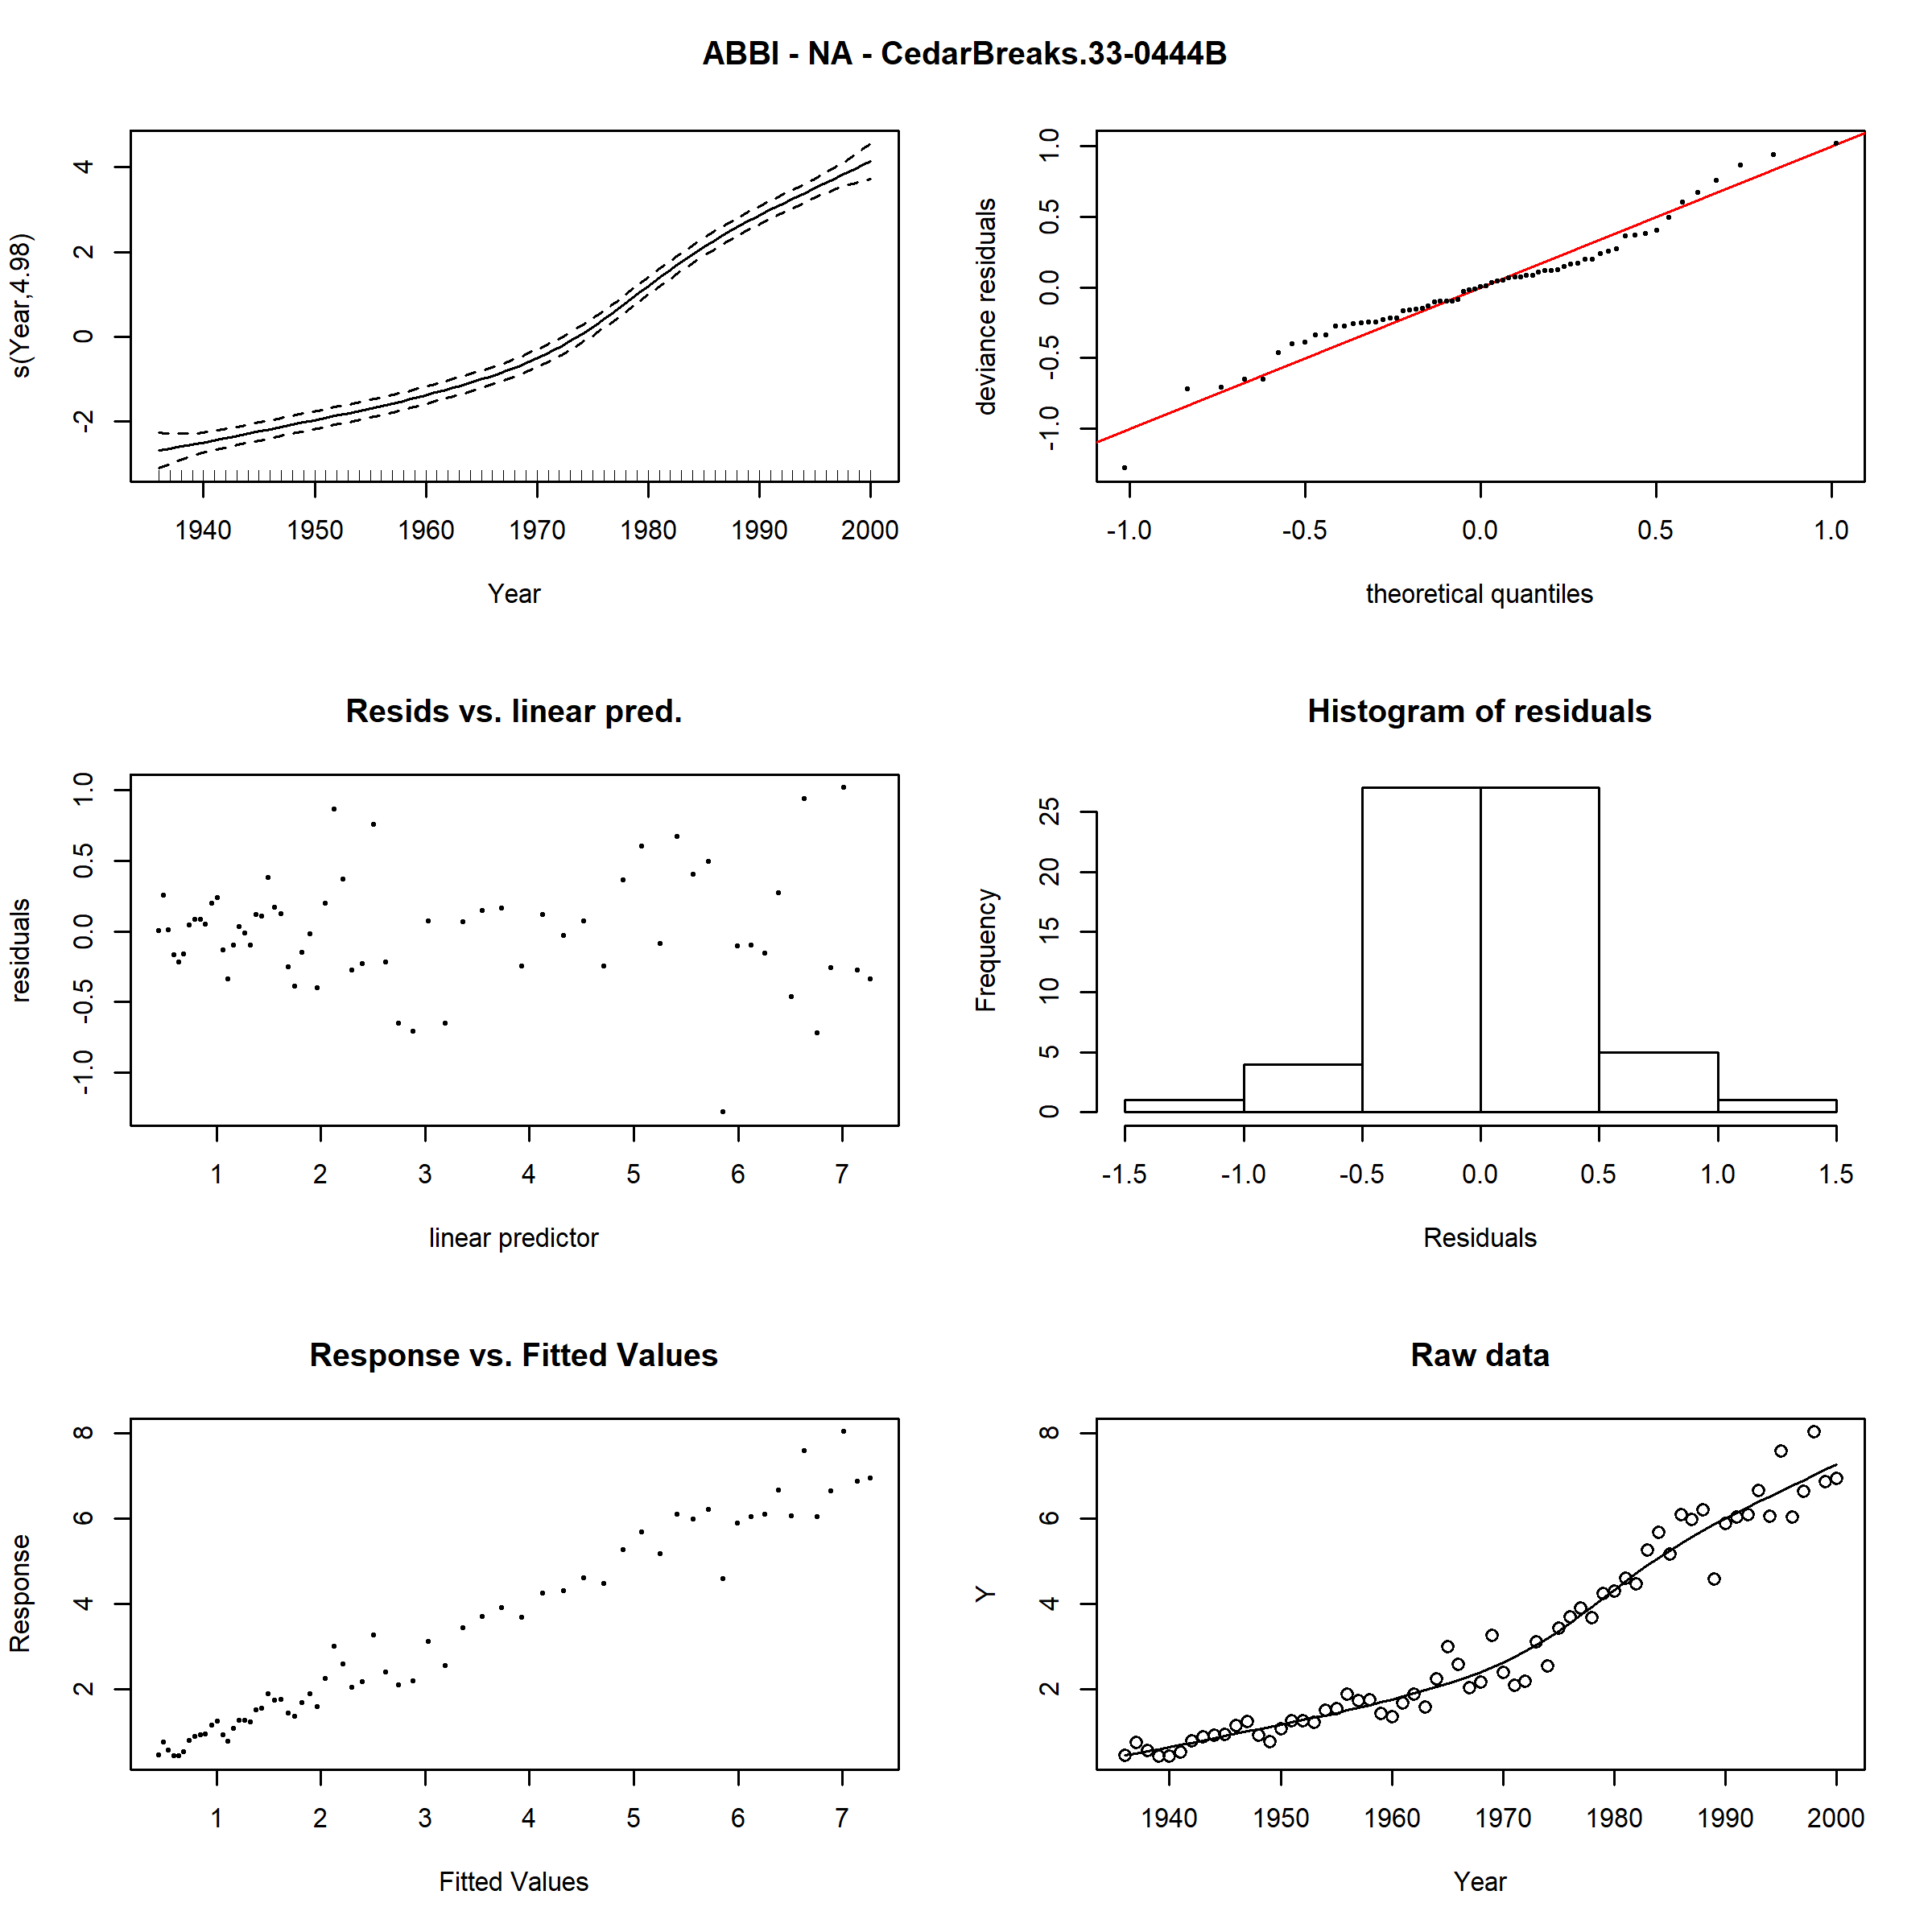 ABBI - NA - CedarBreaks.33-0444B
s(Year,4.98)
4
2
0
-2
1940 1950 1960 1970 1980 1990 2000
Year
deviance residuals
1.0
0.5
0.0
-0.5
-1.0
-1.0 -0.5 0.0 0.5 1.0
theoretical quantiles
Resids vs. linear pred.
residuals
1.0
0.5
0.0
-0.5
-1.0
1 2 3 4 5 6 7
linear predictor
Histogram of residuals
Frequency
25
20
15
10
5
0
-1.5 -1.0 -0.5 0.0 0.5 1.0 1.5
Residuals
Response vs. Fitted Values
Response
8
6
4
2
1 2 3 4 5 6 7
Fitted Values
Raw data
Y
8
6
4
2
1940 1950 1960 1970 1980 1990 2000
Year